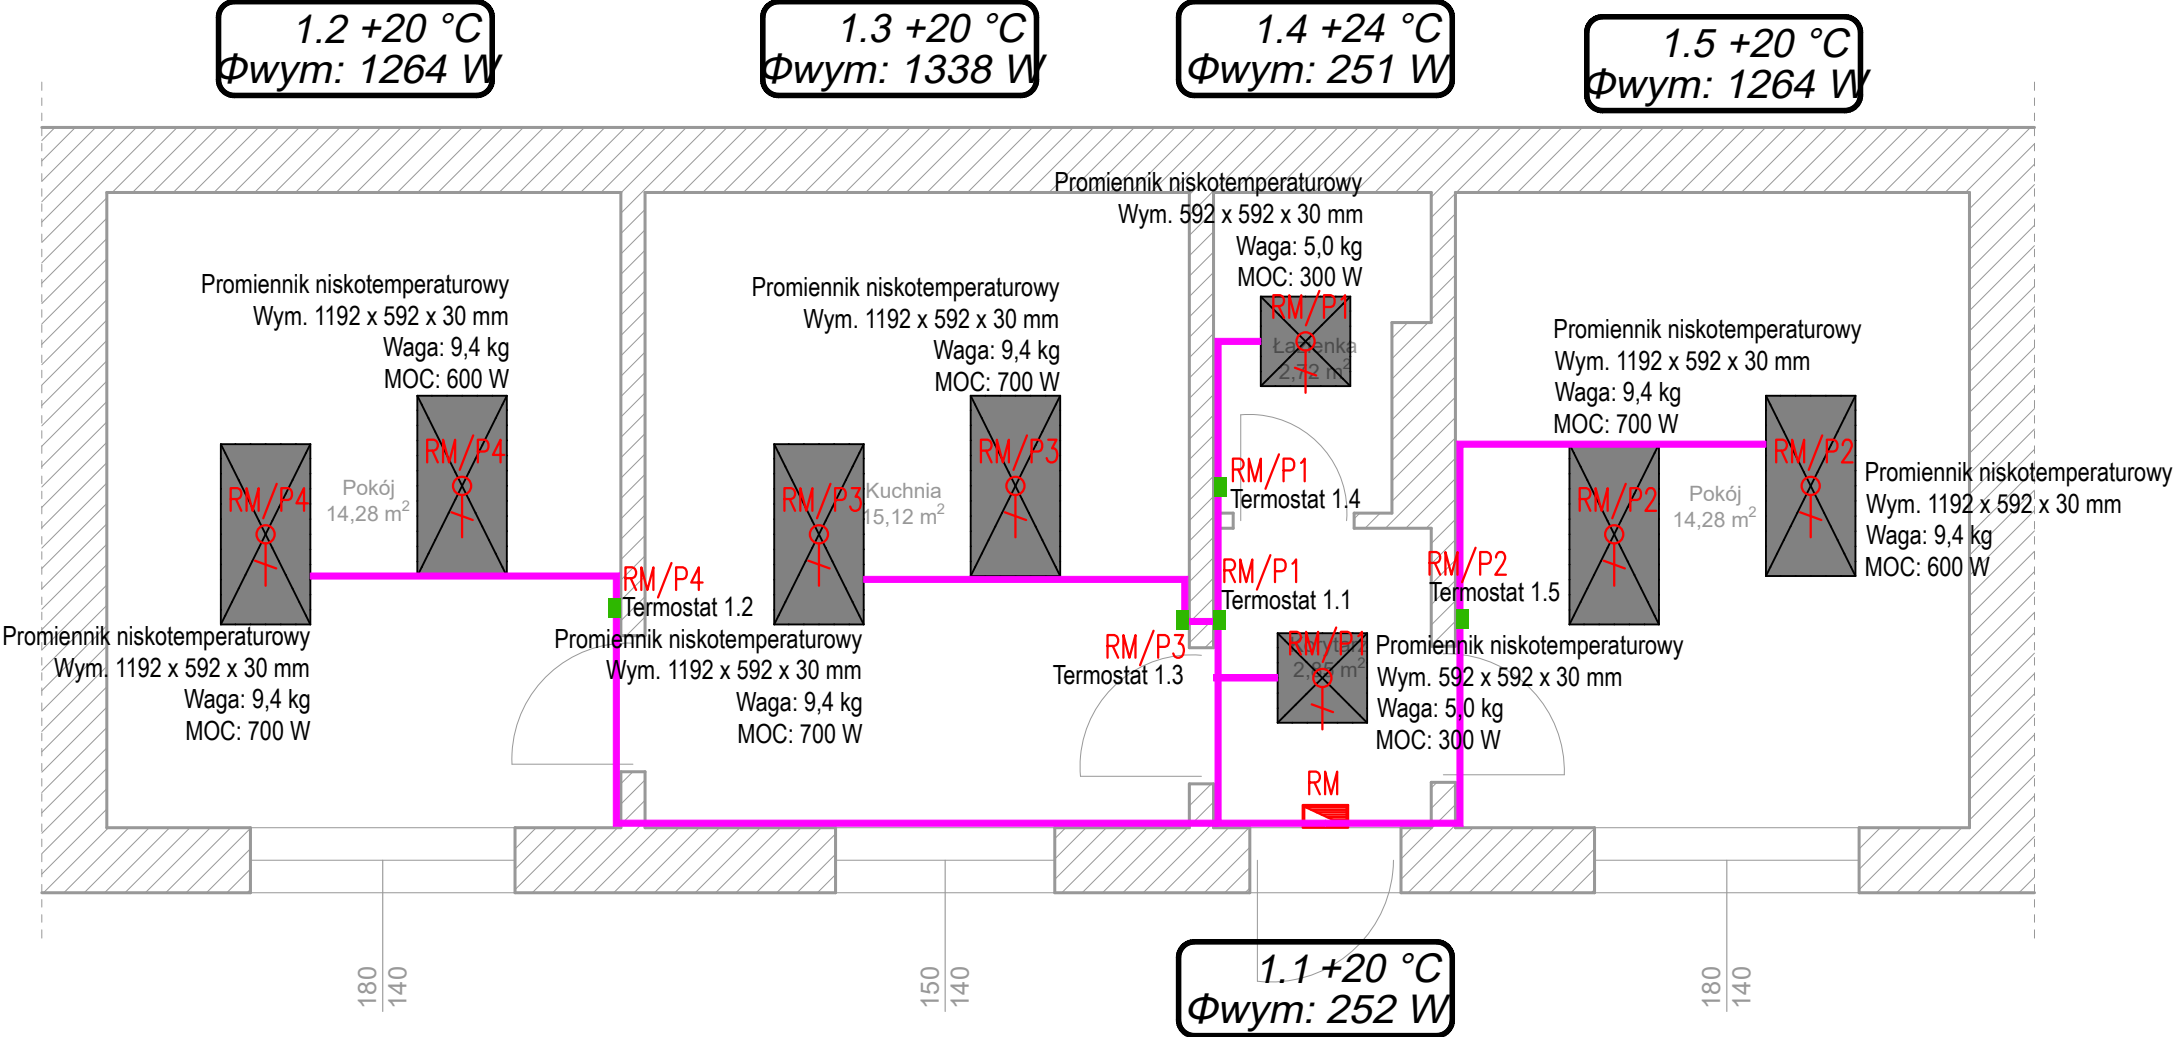 1.2 +20 °C
Φwym: 1264 W
1.3 +20 °C
Φwym: 1338 W
1.4 +24 °C
Φwym: 251 W
1.5 +20 °C
Φwym: 1264 W
Promiennik niskotemperaturowy
Wym. 592 x 592 x 30 mm
Waga: 5,0 kg
MOC: 300 W
RM/P1
Łazienka
2,72 m²
Promiennik niskotemperaturowy
Wym. 1192 x 592 x 30 mm
Waga: 9,4 kg
MOC: 600 W
RM/P4
RM/P4
Pokój
14,28 m²
Promiennik niskotemperaturowy
Wym. 1192 x 592 x 30 mm
Waga: 9,4 kg
MOC: 700 W
RM/P3
RM/P3
Kuchnia
15,12 m²
Promiennik niskotemperaturowy
Wym. 1192 x 592 x 30 mm
Waga: 9,4 kg
MOC: 700 W
RM/P2
RM/P2
Pokój
14,28 m²
Promiennik niskotemperaturowy
Wym. 1192 x 592 x 30 mm
Waga: 9,4 kg
MOC: 600 W
RM/P1
Termostat 1.4
RM/P4
Termostat 1.2
RM/P1
Termostat 1.1
RM/P2
Termostat 1.5
RM/P3
Termostat 1.3
Promiennik niskotemperaturowy
Wym. 1192 x 592 x 30 mm
Waga: 9,4 kg
MOC: 700 W
Promiennik niskotemperaturowy
Wym. 1192 x 592 x 30 mm
Waga: 9,4 kg
MOC: 700 W
RM/P1
Promiennik niskotemperaturowy
Wym. 592 x 592 x 30 mm
Waga: 5,0 kg
MOC: 300 W
RM
180
140
150
140
180
140
1.1 +20 °C
Φwym: 252 W